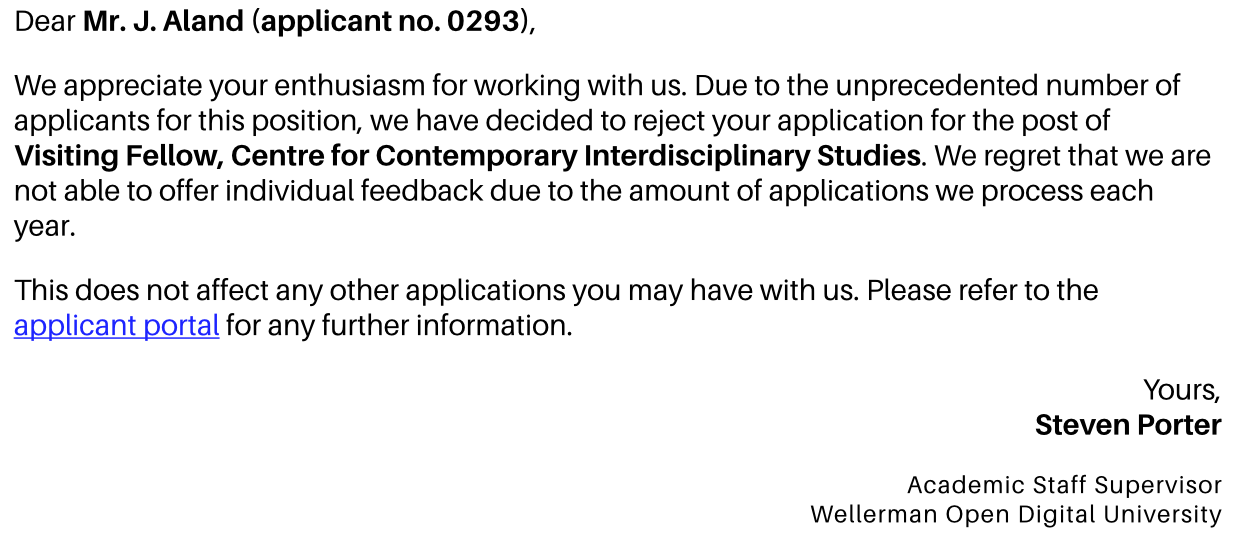 Dear Mr. J. Aland (applicant no. 0293),
We appreciate your enthusiasm for working with us. Due to the unprecedented number of
applicants for this position, we have decided to reject your application for the post of
Visiting Fellow, Centre for Contemporary Interdisciplinary Studies. We regret that we are
not able to offer individual feedback due to the amount of applications we process each
year.
This does not affect any other applications you may have with us. Please refer to the
applicant portal for any further information.
Yours,
Steven Porter
Academic Staff Supervisor
Wellerman Open Digital University